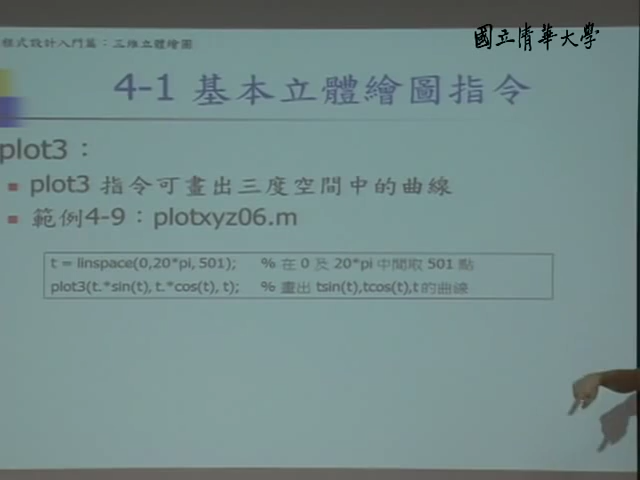 程式設計入門篇：三維立體繪圖
國立清華大學
4-1 基本立體繪圖指令
plot3：
plot3 指令可畫出三度空間中的曲線
範例4-9：plotxyz06.m
t = linspace(0,20*pi, 501); % 在 0 及 20*pi 中間取 501 點
plot3(t.*sin(t), t.*cos(t), t); % 畫出 tsin(t),tcos(t),t 的曲線